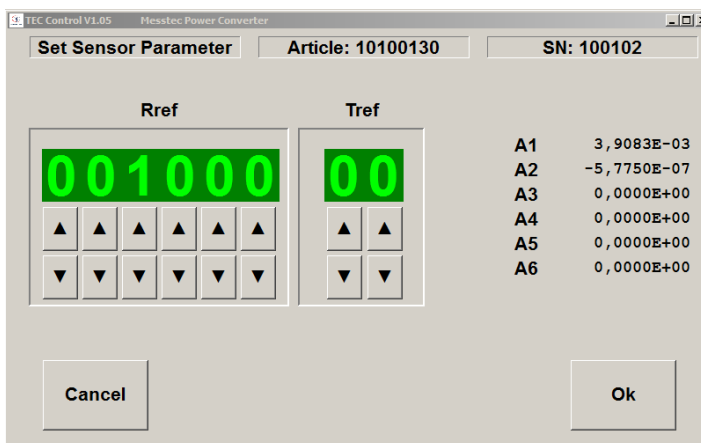 TEC Control V1.05 Messtec Power Converter
Set Sensor Parameter Article: 10100130 SN: 100102
Rref Tref
001000 00
A1 3,9083E-03
A2 -5,7750E-07
A3 0,0000E+00
A4 0,0000E+00
A5 0,0000E+00
A6 0,0000E+00
Cancel Ok